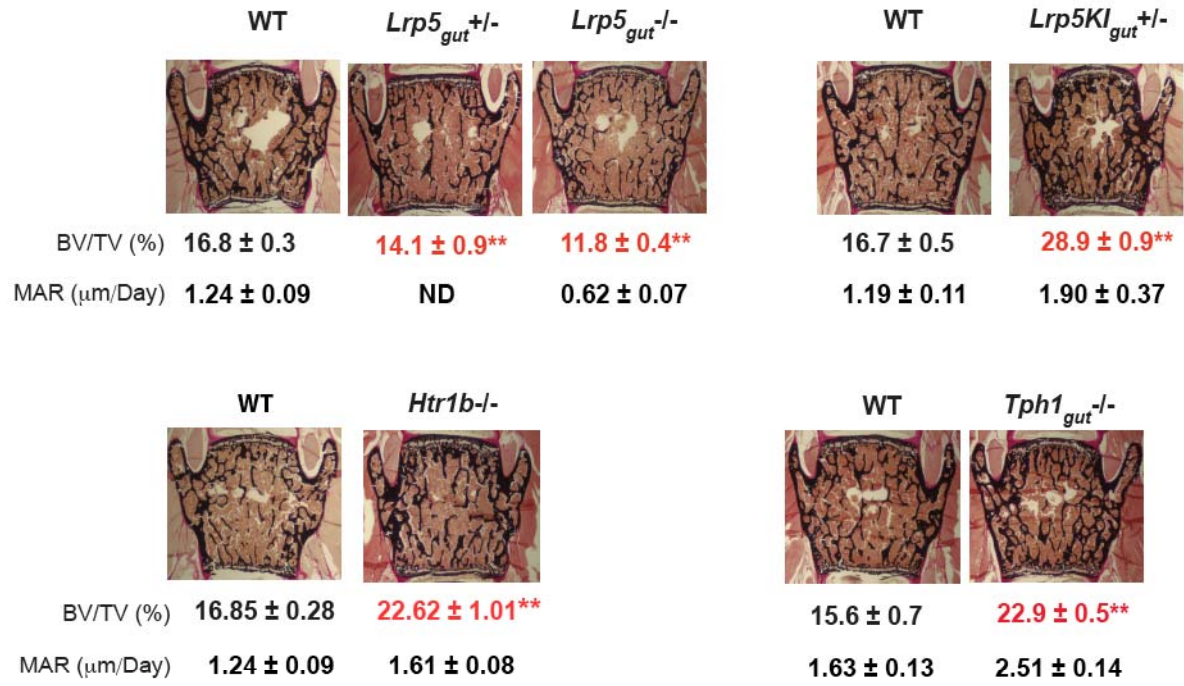 WT Lrp5gut+/- Lrp5gut-/- WT Lrp5KIgut+/-
BV/TV (%) 16.8 ± 0.3 14.1 ± 0.9** 11.8 ± 0.4** 16.7 ± 0.5 28.9 ± 0.9**
MAR (μm/Day) 1.24 ± 0.09 ND 0.62 ± 0.07 1.19 ± 0.11 1.90 ± 0.37
WT Htr1b-/- WT Tph1gut-/-
BV/TV (%) 16.85 ± 0.28 22.62 ± 1.01** 15.6 ± 0.7 22.9 ± 0.5**
MAR (μm/Day) 1.24 ± 0.09 1.61 ± 0.08 1.63 ± 0.13 2.51 ± 0.14